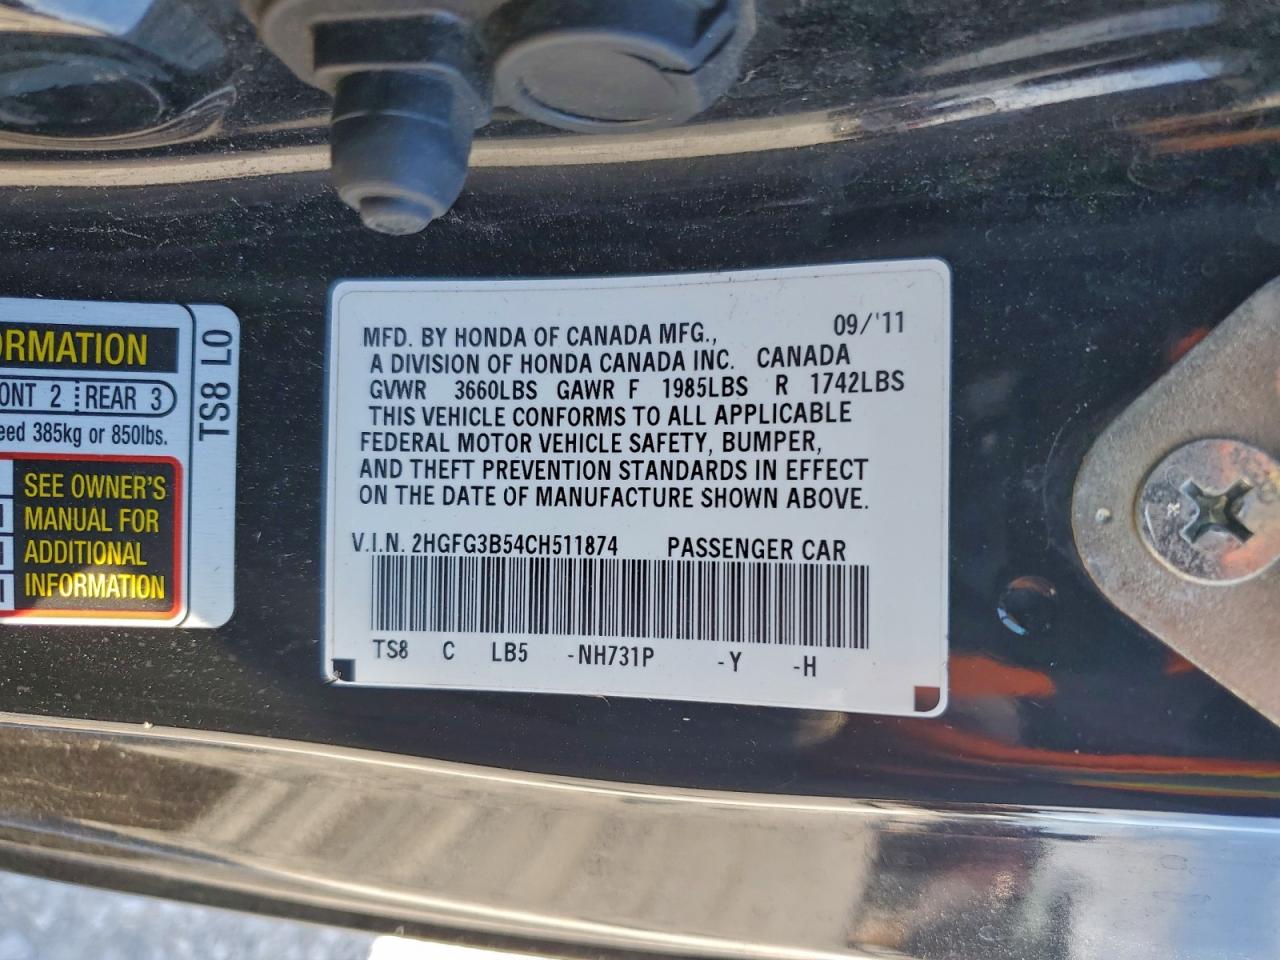 ORMATION
ONT 2 REAR 3
eed 385kg or 850lbs.
SEE OWNER'S
MANUAL FOR
ADDITIONAL
INFORMATION
TS8 L0
MFD. BY HONDA OF CANADA MFG., 09/'11
A DIVISION OF HONDA CANADA INC. CANADA
GVWR 3660LBS GAWR F 1985LBS R 1742LBS
THIS VEHICLE CONFORMS TO ALL APPLICABLE
FEDERAL MOTOR VEHICLE SAFETY, BUMPER,
AND THEFT PREVENTION STANDARDS IN EFFECT
ON THE DATE OF MANUFACTURE SHOWN ABOVE.
V.I.N. 2HGFG3B54CH511874 PASSENGER CAR
TS8 C LB5 -NH731P -Y -H